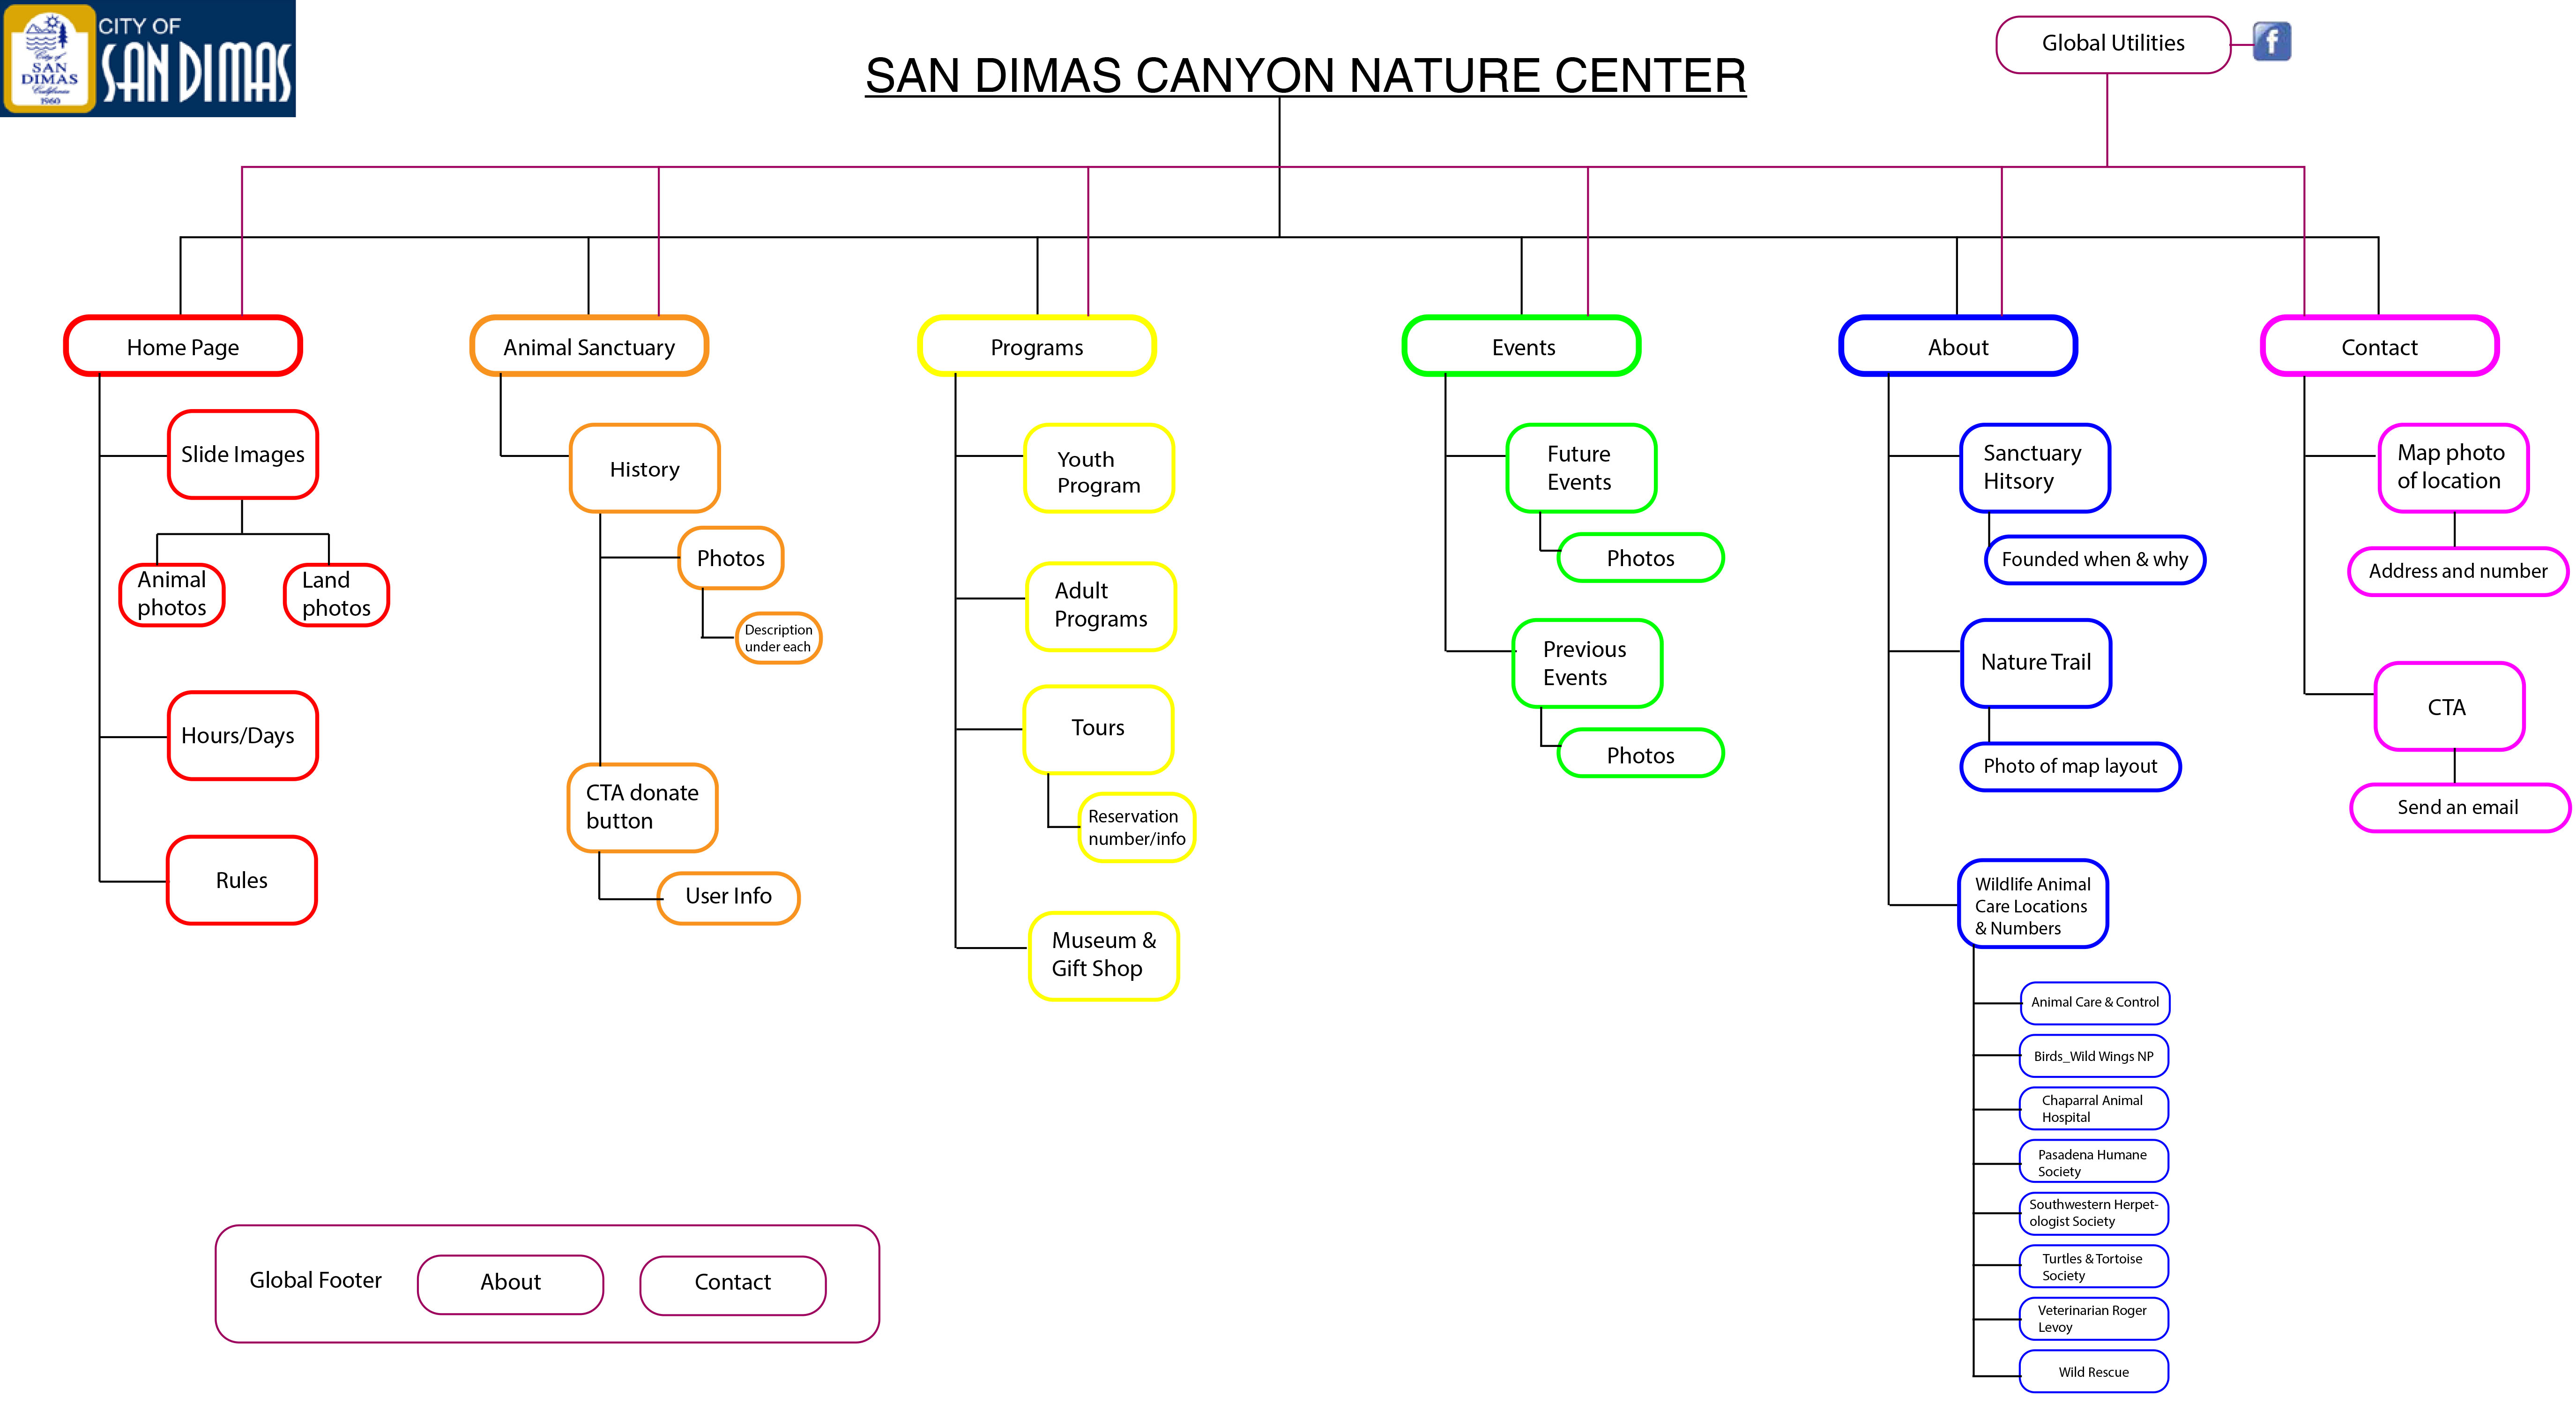 CITY OF
SAN DIMAS
City of
SAN
DIMAS
California
1960
SAN DIMAS CANYON NATURE CENTER
Global Utilities
f
Home Page
Slide Images
Animal
photos
Land
photos
Hours/Days
Rules
Animal Sanctuary
History
Photos
Description
under each
CTA donate
button
User Info
Programs
Youth
Program
Adult
Programs
Tours
Reservation
number/info
Museum &
Gift Shop
Events
Future
Events
Photos
Previous
Events
Photos
About
Sanctuary
Hitsory
Founded when & why
Nature Trail
Photo of map layout
Wildlife Animal
Care Locations
& Numbers
Animal Care & Control
Birds_Wild Wings NP
Chaparral Animal
Hospital
Pasadena Humane
Society
Southwestern Herpet-
ologist Society
Turtles & Tortoise
Society
Veterinarian Roger
Levoy
Wild Rescue
Contact
Map photo
of location
Address and number
CTA
Send an email
Global Footer
About
Contact